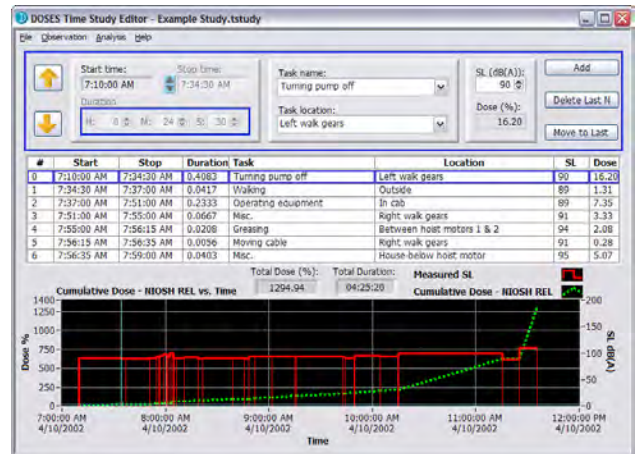 DOSES Time Study Editor - Example Study.tstudy
File Observation Analysis Help
Start time: Stop time:
7:10:00 AM 7:34:30 AM
Duration
H: 0 M: 24 S: 30
Task name:
Turning pump off
Task location:
Left walk gears
SL (dB(A)):
90
Dose (%):
16.20
Add
Delete Last N
Move to Last
# Start Stop Duration Task Location SL Dose
0 7:10:00 AM 7:34:30 AM 0.4083 Turning pump off Left walk gears 90 16.20
1 7:34:30 AM 7:37:00 AM 0.0417 Walking Outside 89 1.31
2 7:37:00 AM 7:51:00 AM 0.2333 Operating equipment In cab 89 7.35
3 7:51:00 AM 7:55:00 AM 0.0667 Misc. Right walk gears 91 3.33
4 7:55:00 AM 7:56:15 AM 0.0208 Greasing Between hoist motors 1 & 2 94 2.08
5 7:56:15 AM 7:56:35 AM 0.0056 Moving cable Right walk gears 91 0.28
6 7:56:35 AM 7:59:00 AM 0.0403 Misc. House-below hoist motor 95 5.07
Total Dose (%): Total Duration: Measured SL
1294.94 04:25:20
Cumulative Dose - NIOSH REL vs. Time Cumulative Dose - NIOSH REL
1400
1250
1000
750
500
250
0
Dose %
200
150
100
50
0
SL dB(A)
7:00:00 AM 8:00:00 AM 9:00:00 AM 10:00:00 AM 11:00:00 AM 12:00:00 PM
4/10/2002 4/10/2002 4/10/2002 4/10/2002 4/10/2002 4/10/2002
Time